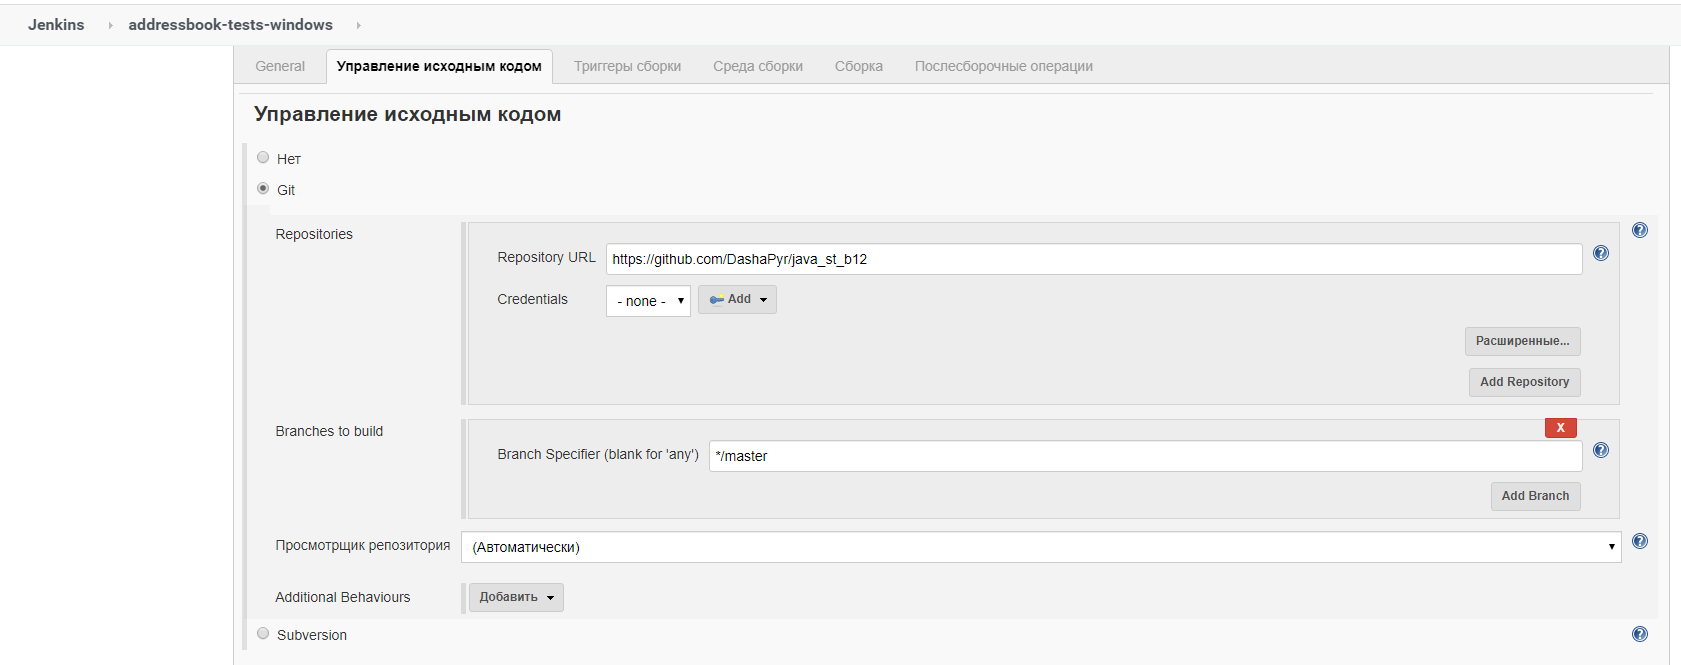 Jenkins addressbook-tests-windows
General Управление исходным кодом Триггеры сборки Среда сборки Сборка Послесборочные операции
Управление исходным кодом
Нет
Git
Repositories
Repository URL https://github.com/DashaPyr/java_st_b12
Credentials - none - Add
Расширенные...
Add Repository
Branches to build
X
Branch Specifier (blank for 'any') */master
Add Branch
Просмотрщик репозитория (Автоматически)
Additional Behaviours Добавить
Subversion